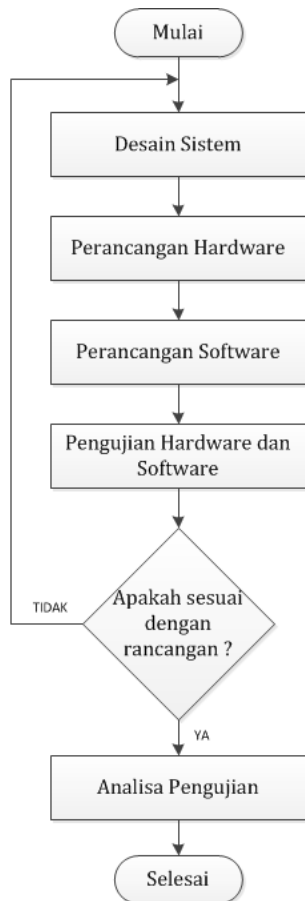 Mulai
Desain Sistem
Perancangan Hardware
Perancangan Software
Pengujian Hardware dan
Software
Apakah sesuai
dengan
rancangan ?
TIDAK
YA
Analisa Pengujian
Selesai